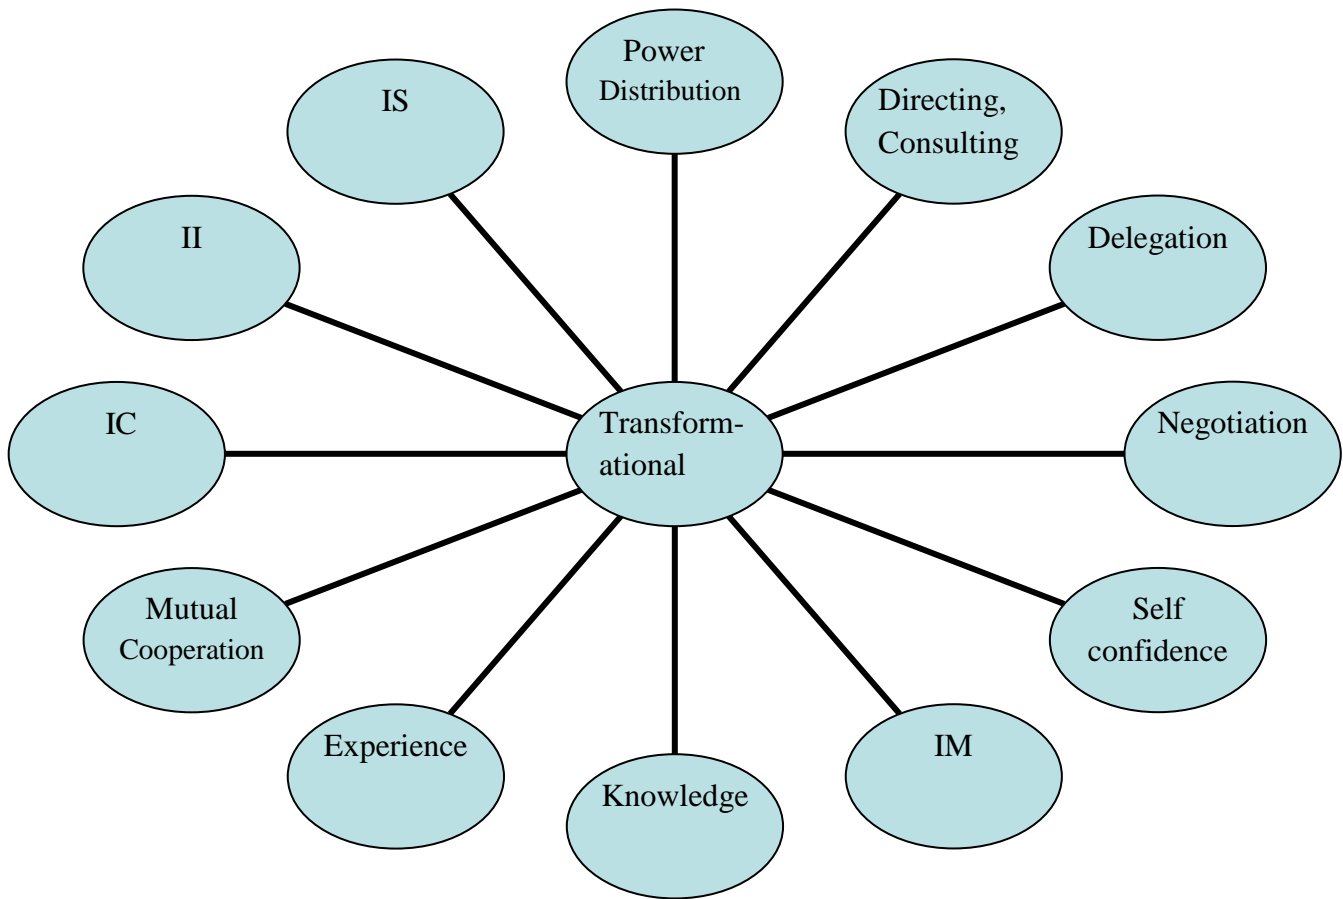 Power
Distribution
Directing,
Consulting
Delegation
Negotiation
Self
confidence
IM
Knowledge
Experience
Mutual
Cooperation
IC
II
IS
Transform-
ational